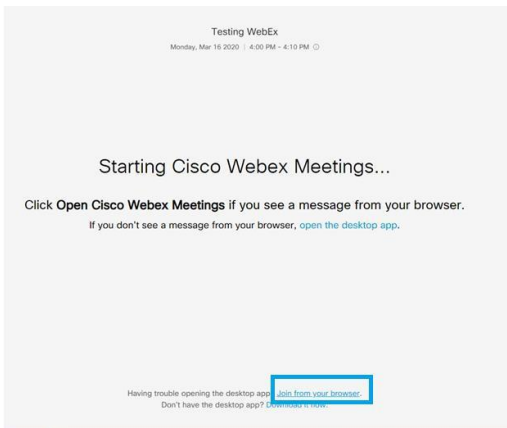 Testing WebEx
Monday, Mar 16 2020 | 4:00 PM - 4:10 PM
Starting Cisco Webex Meetings...
Click Open Cisco Webex Meetings if you see a message from your browser.
If you don't see a message from your browser, open the desktop app.
Having trouble opening the desktop app? Join from your browser.
Don't have the desktop app? Download it now.